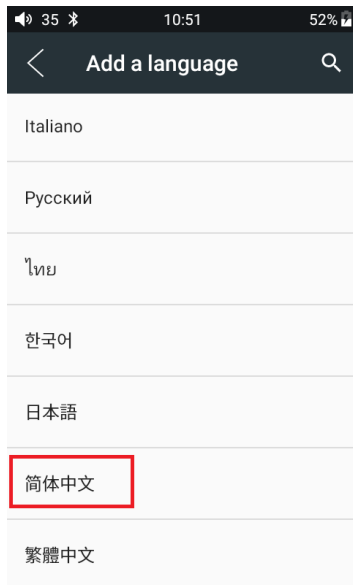 35 10:51 52%
Add a language
Italiano
Русский
ไทย
한국어
日本語
简体中文
繁體中文